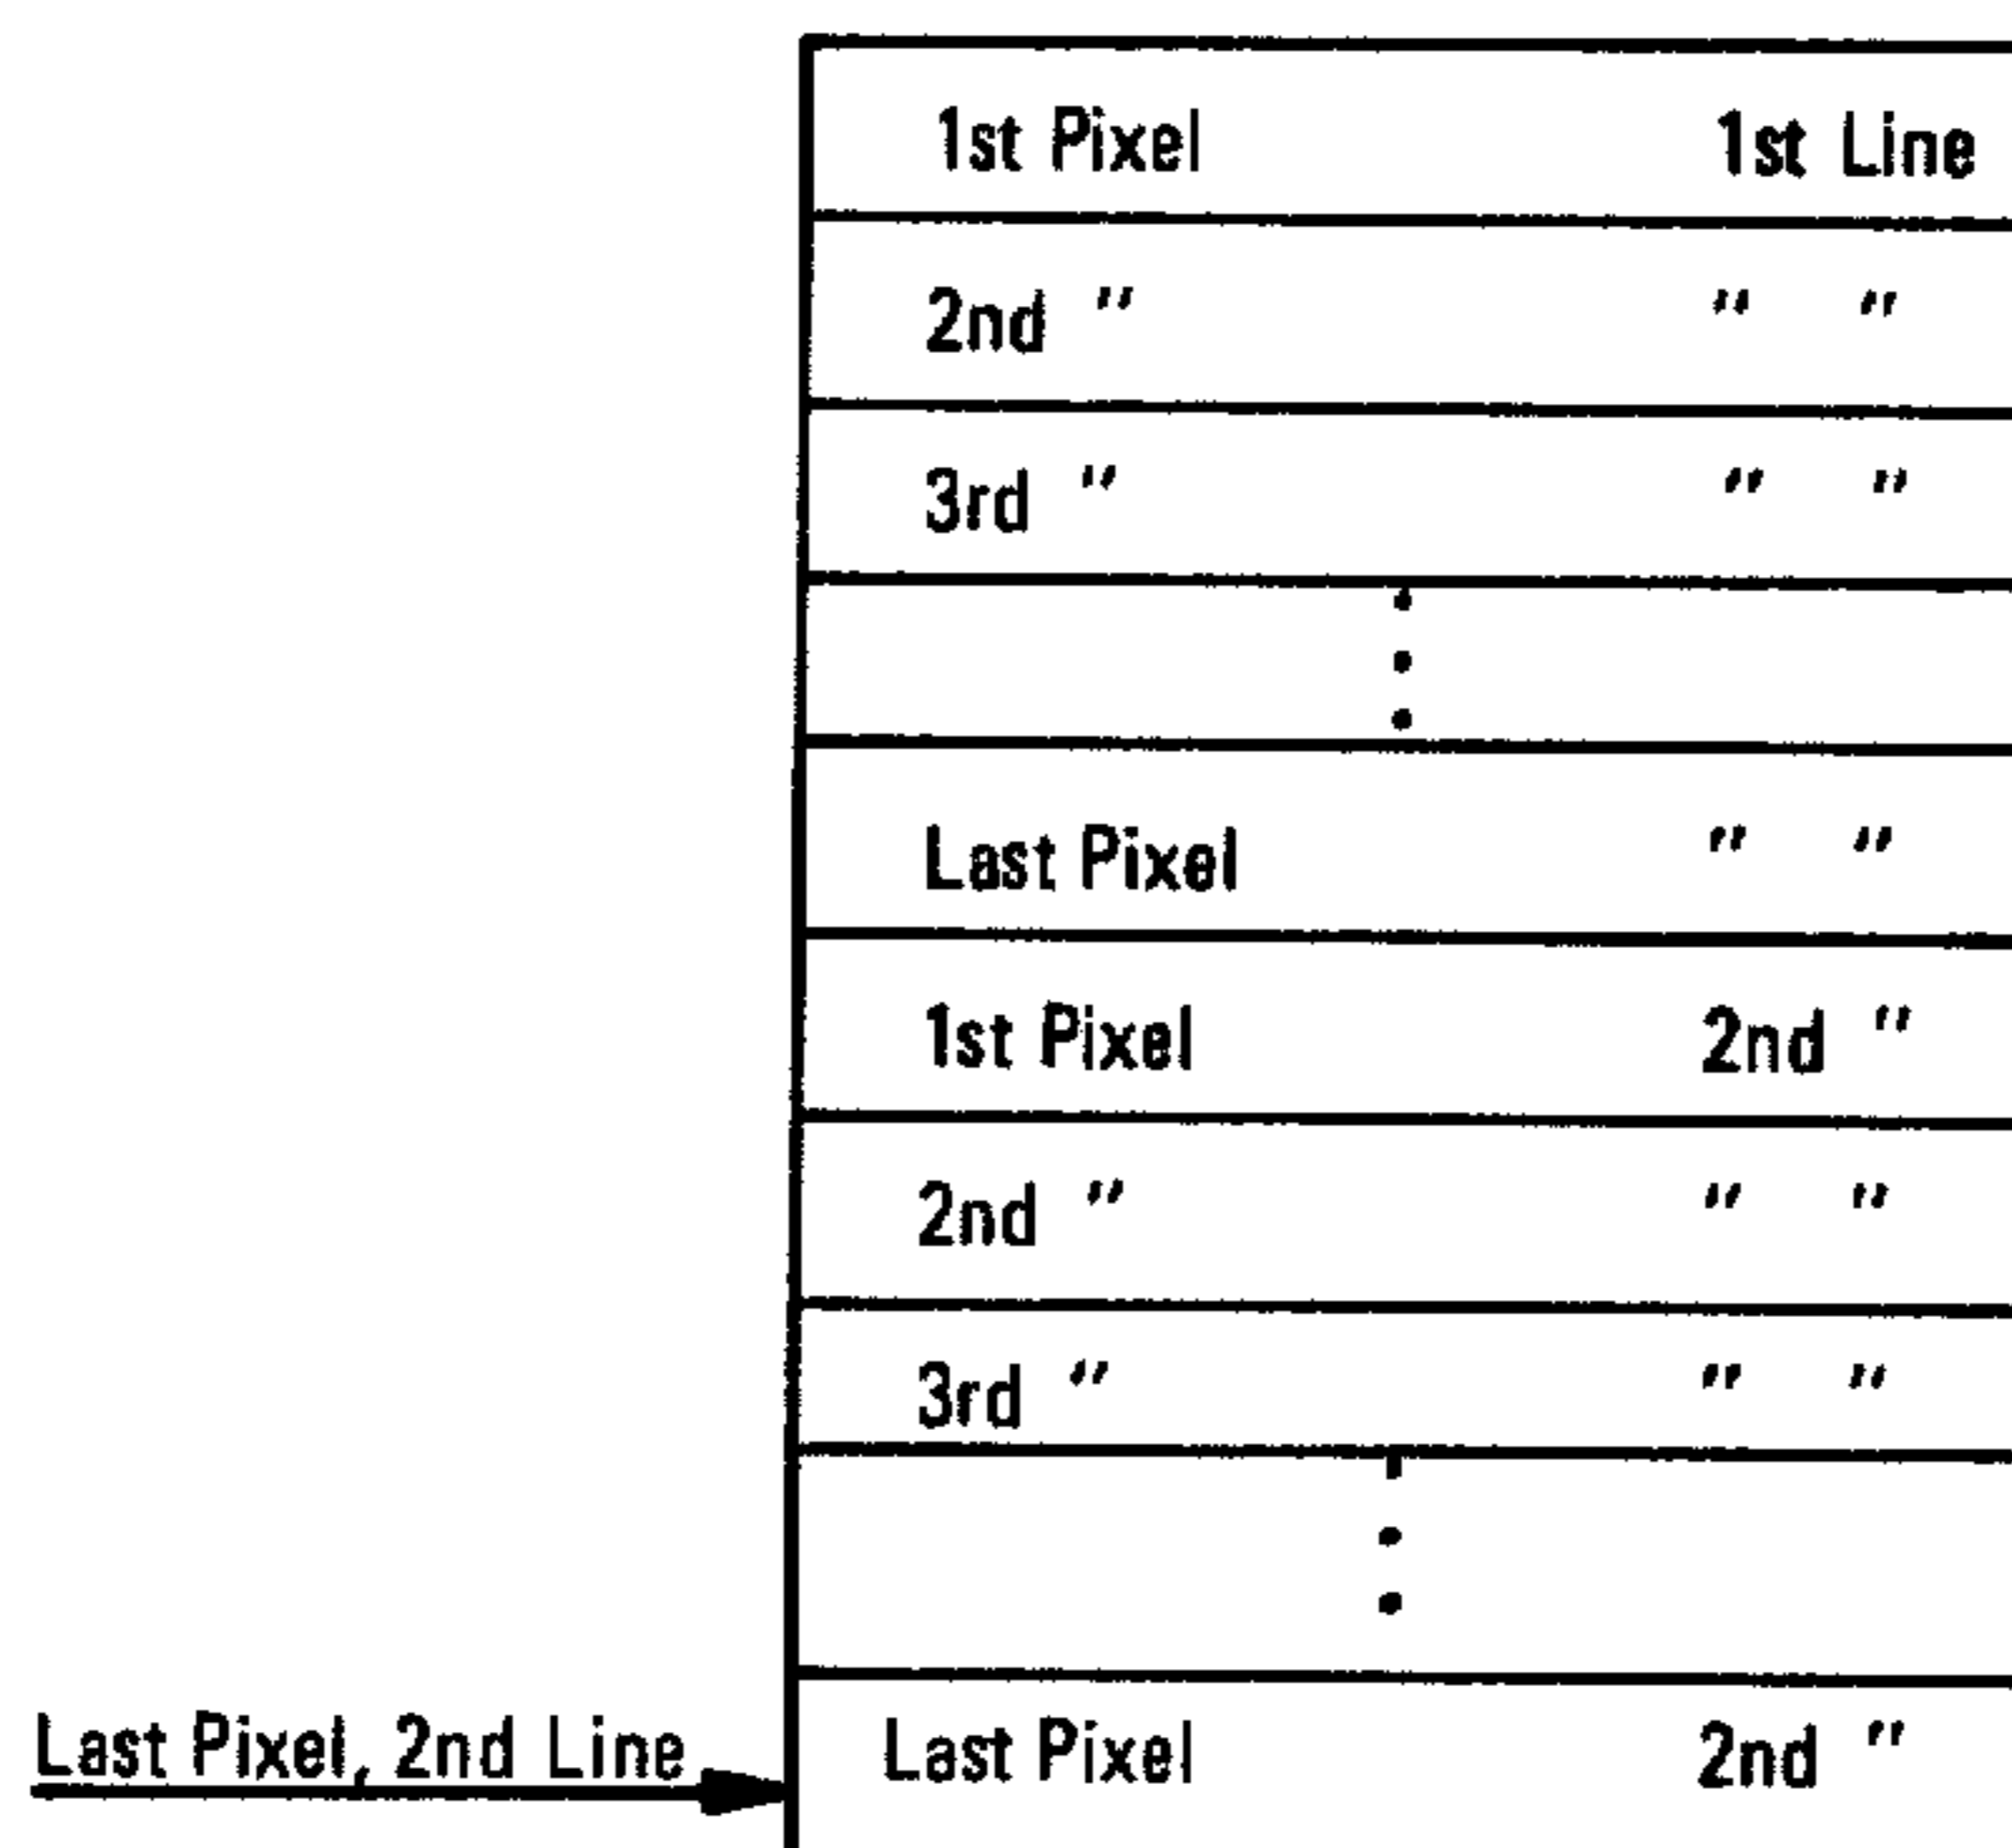 1st Pixel 1st Line
2nd " " "
3rd " " "
Last Pixel " "
1st Pixel 2nd "
2nd " " "
3rd " " "
Last Pixel, 2nd Line Last Pixel 2nd "